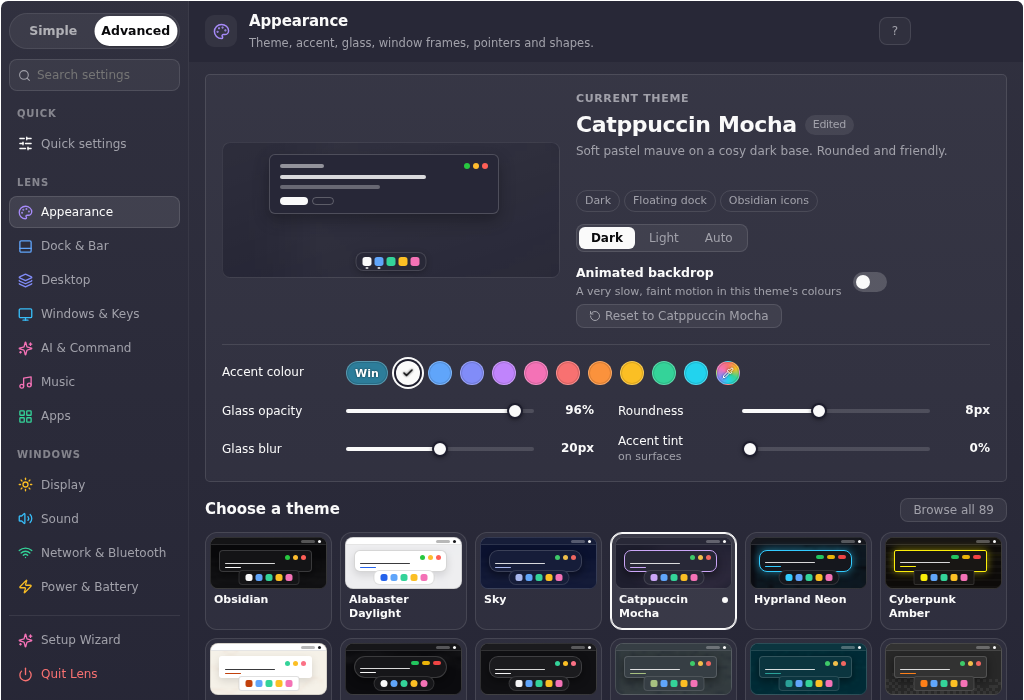 Simple
Advanced
Search settings
QUICK
Quick settings
LENS
Appearance
Dock & Bar
Desktop
Windows & Keys
AI & Command
Music
Apps
WINDOWS
Display
Sound
Network & Bluetooth
Power & Battery
Setup Wizard
Quit Lens
Appearance
Theme, accent, glass, window frames, pointers and shapes.
?
CURRENT THEME
Catppuccin Mocha
Edited
Soft pastel mauve on a cosy dark base. Rounded and friendly.
Dark
Floating dock
Obsidian icons
Dark
Light
Auto
Animated backdrop
A very slow, faint motion in this theme's colours
Reset to Catppuccin Mocha
Accent colour
Win
Glass opacity
96%
Roundness
8px
Glass blur
20px
Accent tint
on surfaces
0%
Choose a theme
Browse all 89
Obsidian
Alabaster
Daylight
Sky
Catppuccin
Mocha
Hyprland Neon
Cyberpunk
Amber